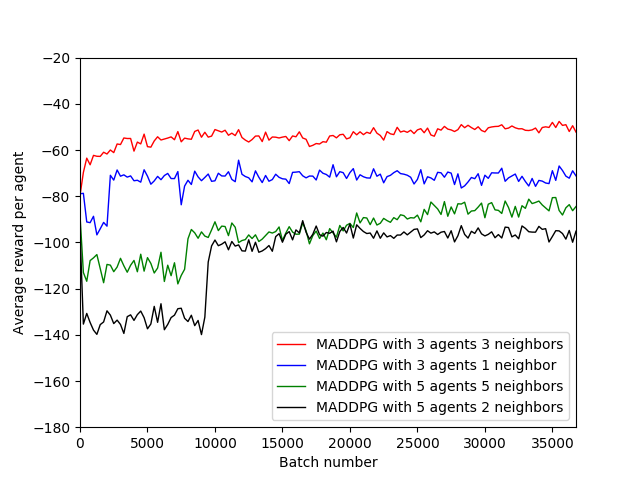 −20
−40
−60
−80
−100
−120
−140
−160
−180
Average reward per agent
MADDPG with 3 agents 3 neighbors
MADDPG with 3 agents 1 neighbor
MADDPG with 5 agents 5 neighbors
MADDPG with 5 agents 2 neighbors
0 5000 10000 15000 20000 25000 30000 35000
Batch number